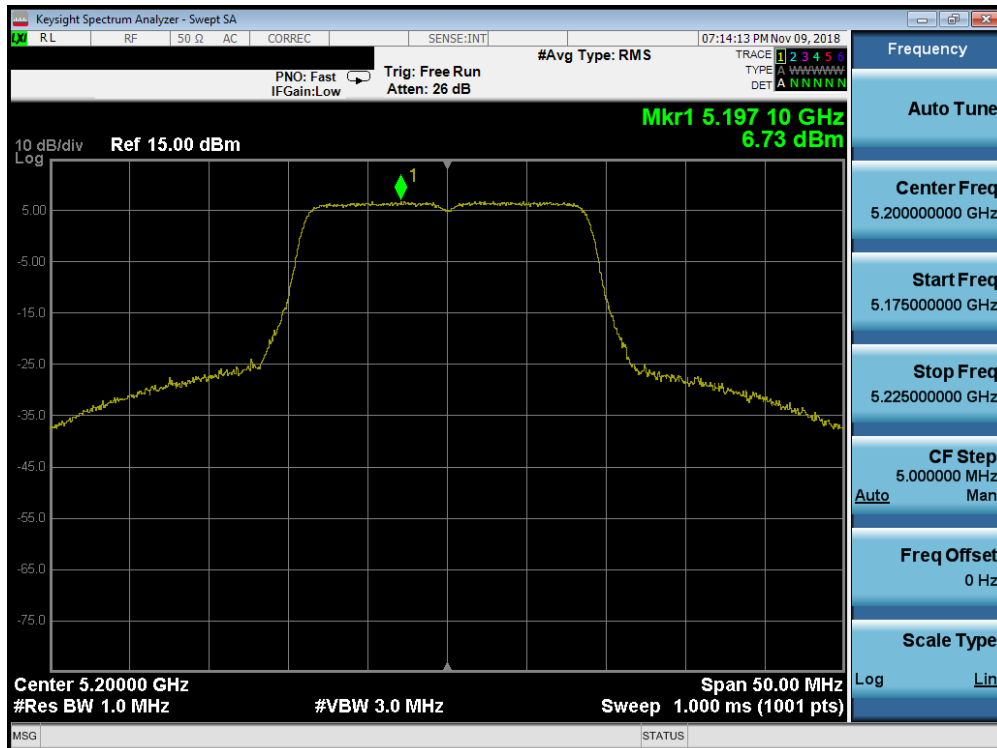 Keysight Spectrum Analyzer - Swept SA
LXI RL RF 50 Ω AC CORREC SENSE:INT 07:14:13 PM Nov 09, 2018
#Avg Type: RMS TRACE 1 2 3 4 5 6
PNO: Fast Trig: Free Run TYPE A WWWWW
IFGain:Low Atten: 26 dB DET A N N N N N
Mkr1 5.197 10 GHz
6.73 dBm
10 dB/div Ref 15.00 dBm
Log
1
5.00
-5.00
-15.0
-25.0
-35.0
-45.0
-55.0
-65.0
-75.0
Center 5.20000 GHz Span 50.00 MHz
#Res BW 1.0 MHz #VBW 3.0 MHz Sweep 1.000 ms (1001 pts)
MSG STATUS
Frequency
Auto Tune
Center Freq
5.200000000 GHz
Start Freq
5.175000000 GHz
Stop Freq
5.225000000 GHz
CF Step
5.000000 MHz
Auto Man
Freq Offset
0 Hz
Scale Type
Log Lin